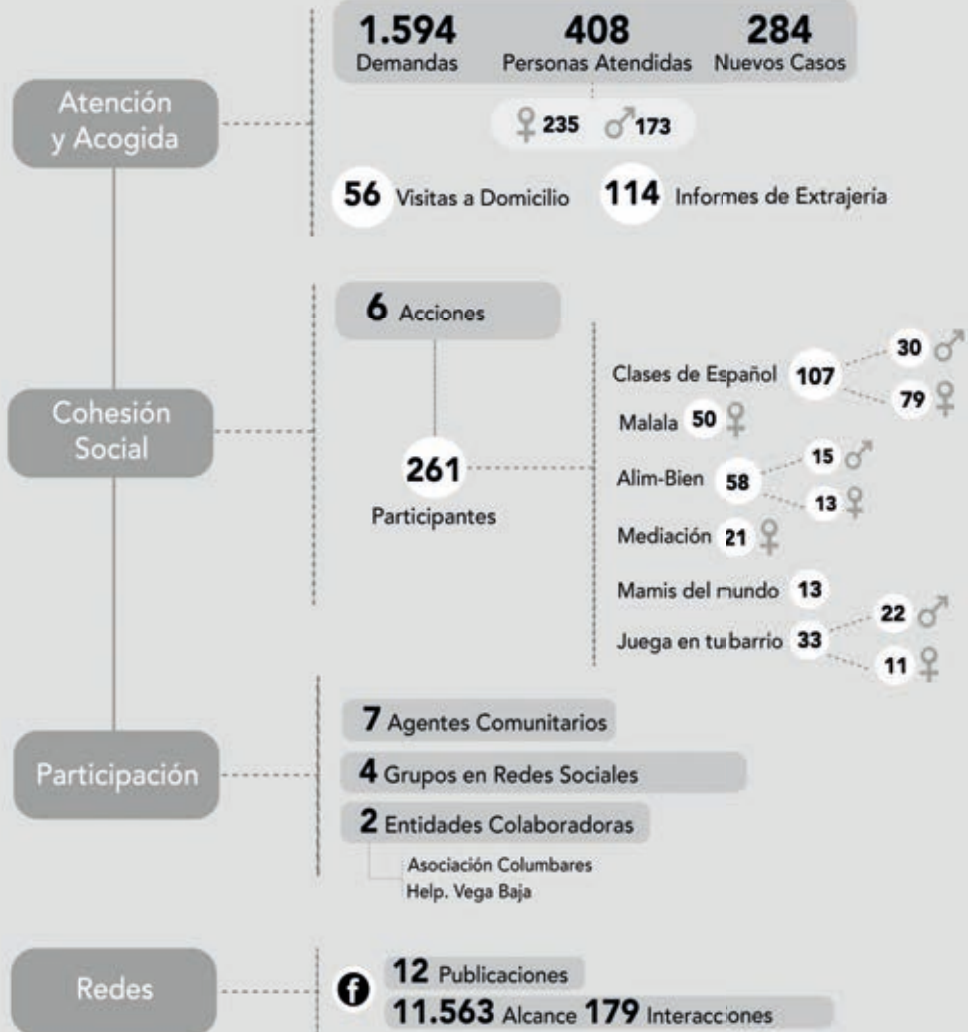 1.594 408 284
Demandas Personas Atendidas Nuevos Casos
Atención
y Acogida
♀ 235 ♂ 173
56 Visitas a Domicilio 114 Informes de Extrajería
6 Acciones
Cohesión
Social
261
Participantes
Clases de Español 107
30 ♂
79 ♀
Malala 50 ♀
Alim-Bien 58
15 ♂
13 ♀
Mediación 21 ♀
Mamis del mundo 13
Juega en tu barrio 33
22 ♂
11 ♀
Participación
7 Agentes Comunitarios
4 Grupos en Redes Sociales
2 Entidades Colaboradoras
Asociación Columbares
Help. Vega Baja
Redes
f
12 Publicaciones
11.563 Alcance 179 Interacciones